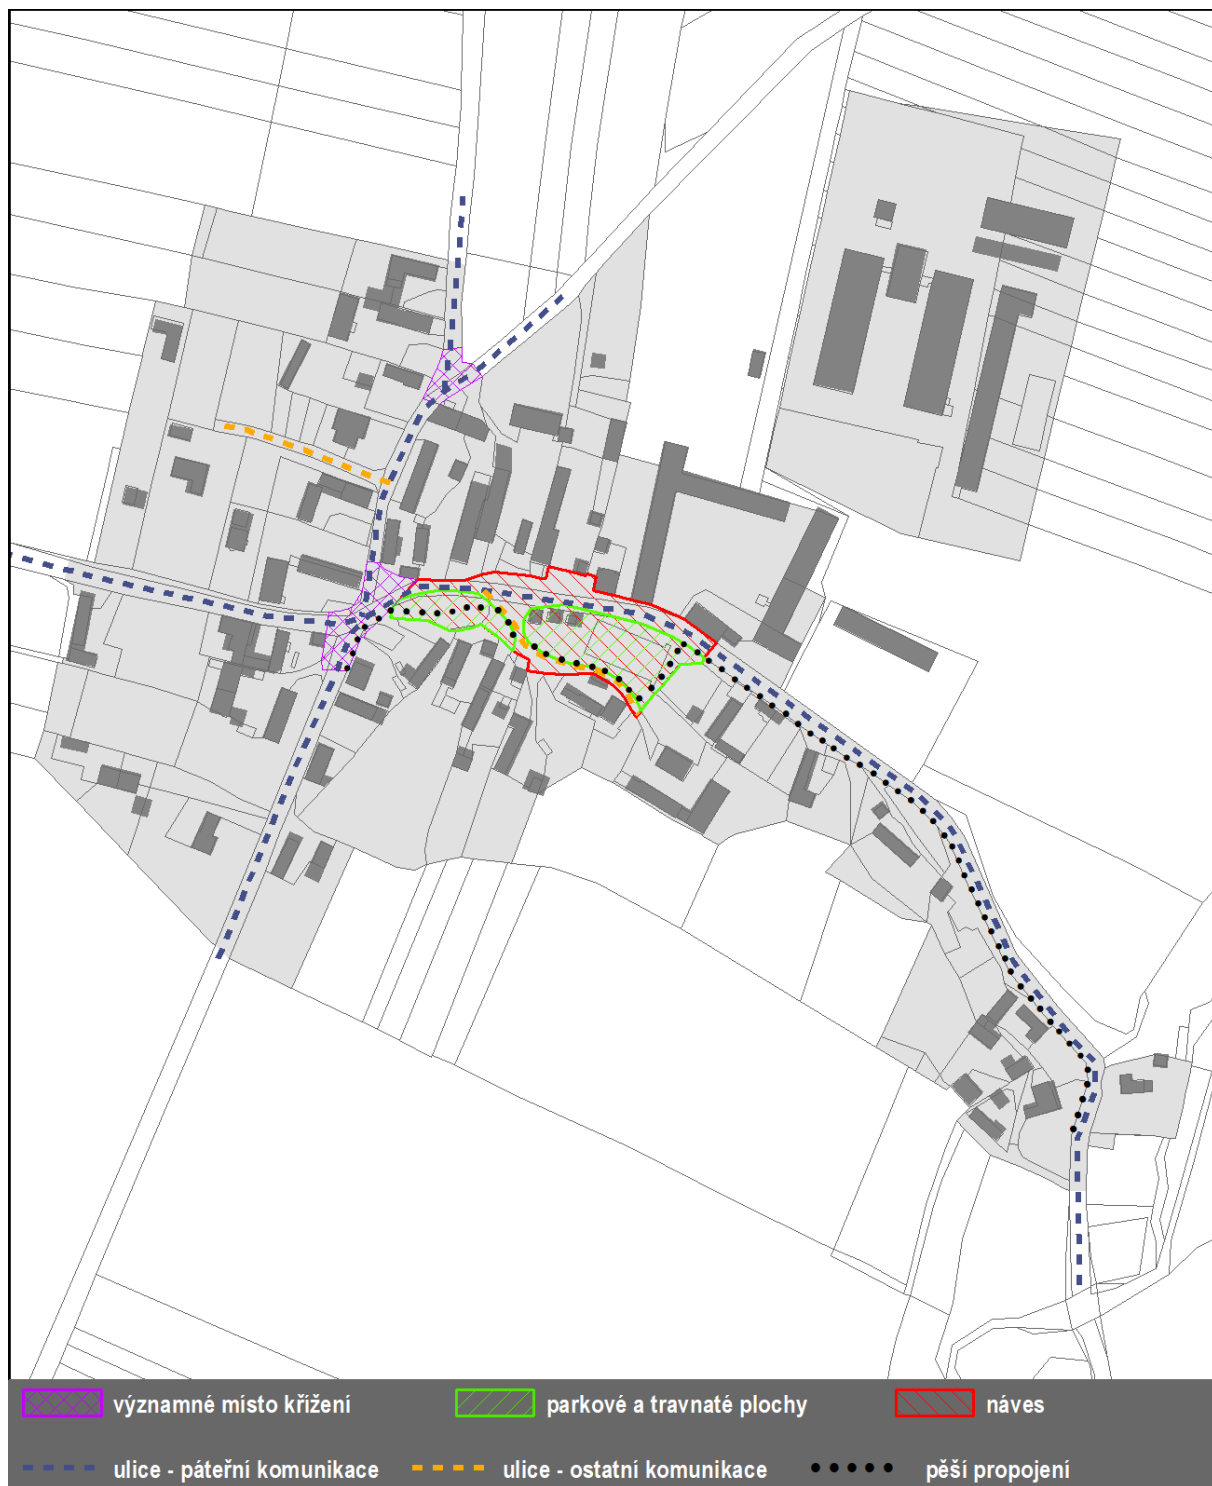 významné místo křížení parkové a travnaté plochy náves
ulice - páteřní komunikace ulice - ostatní komunikace pěší propojení